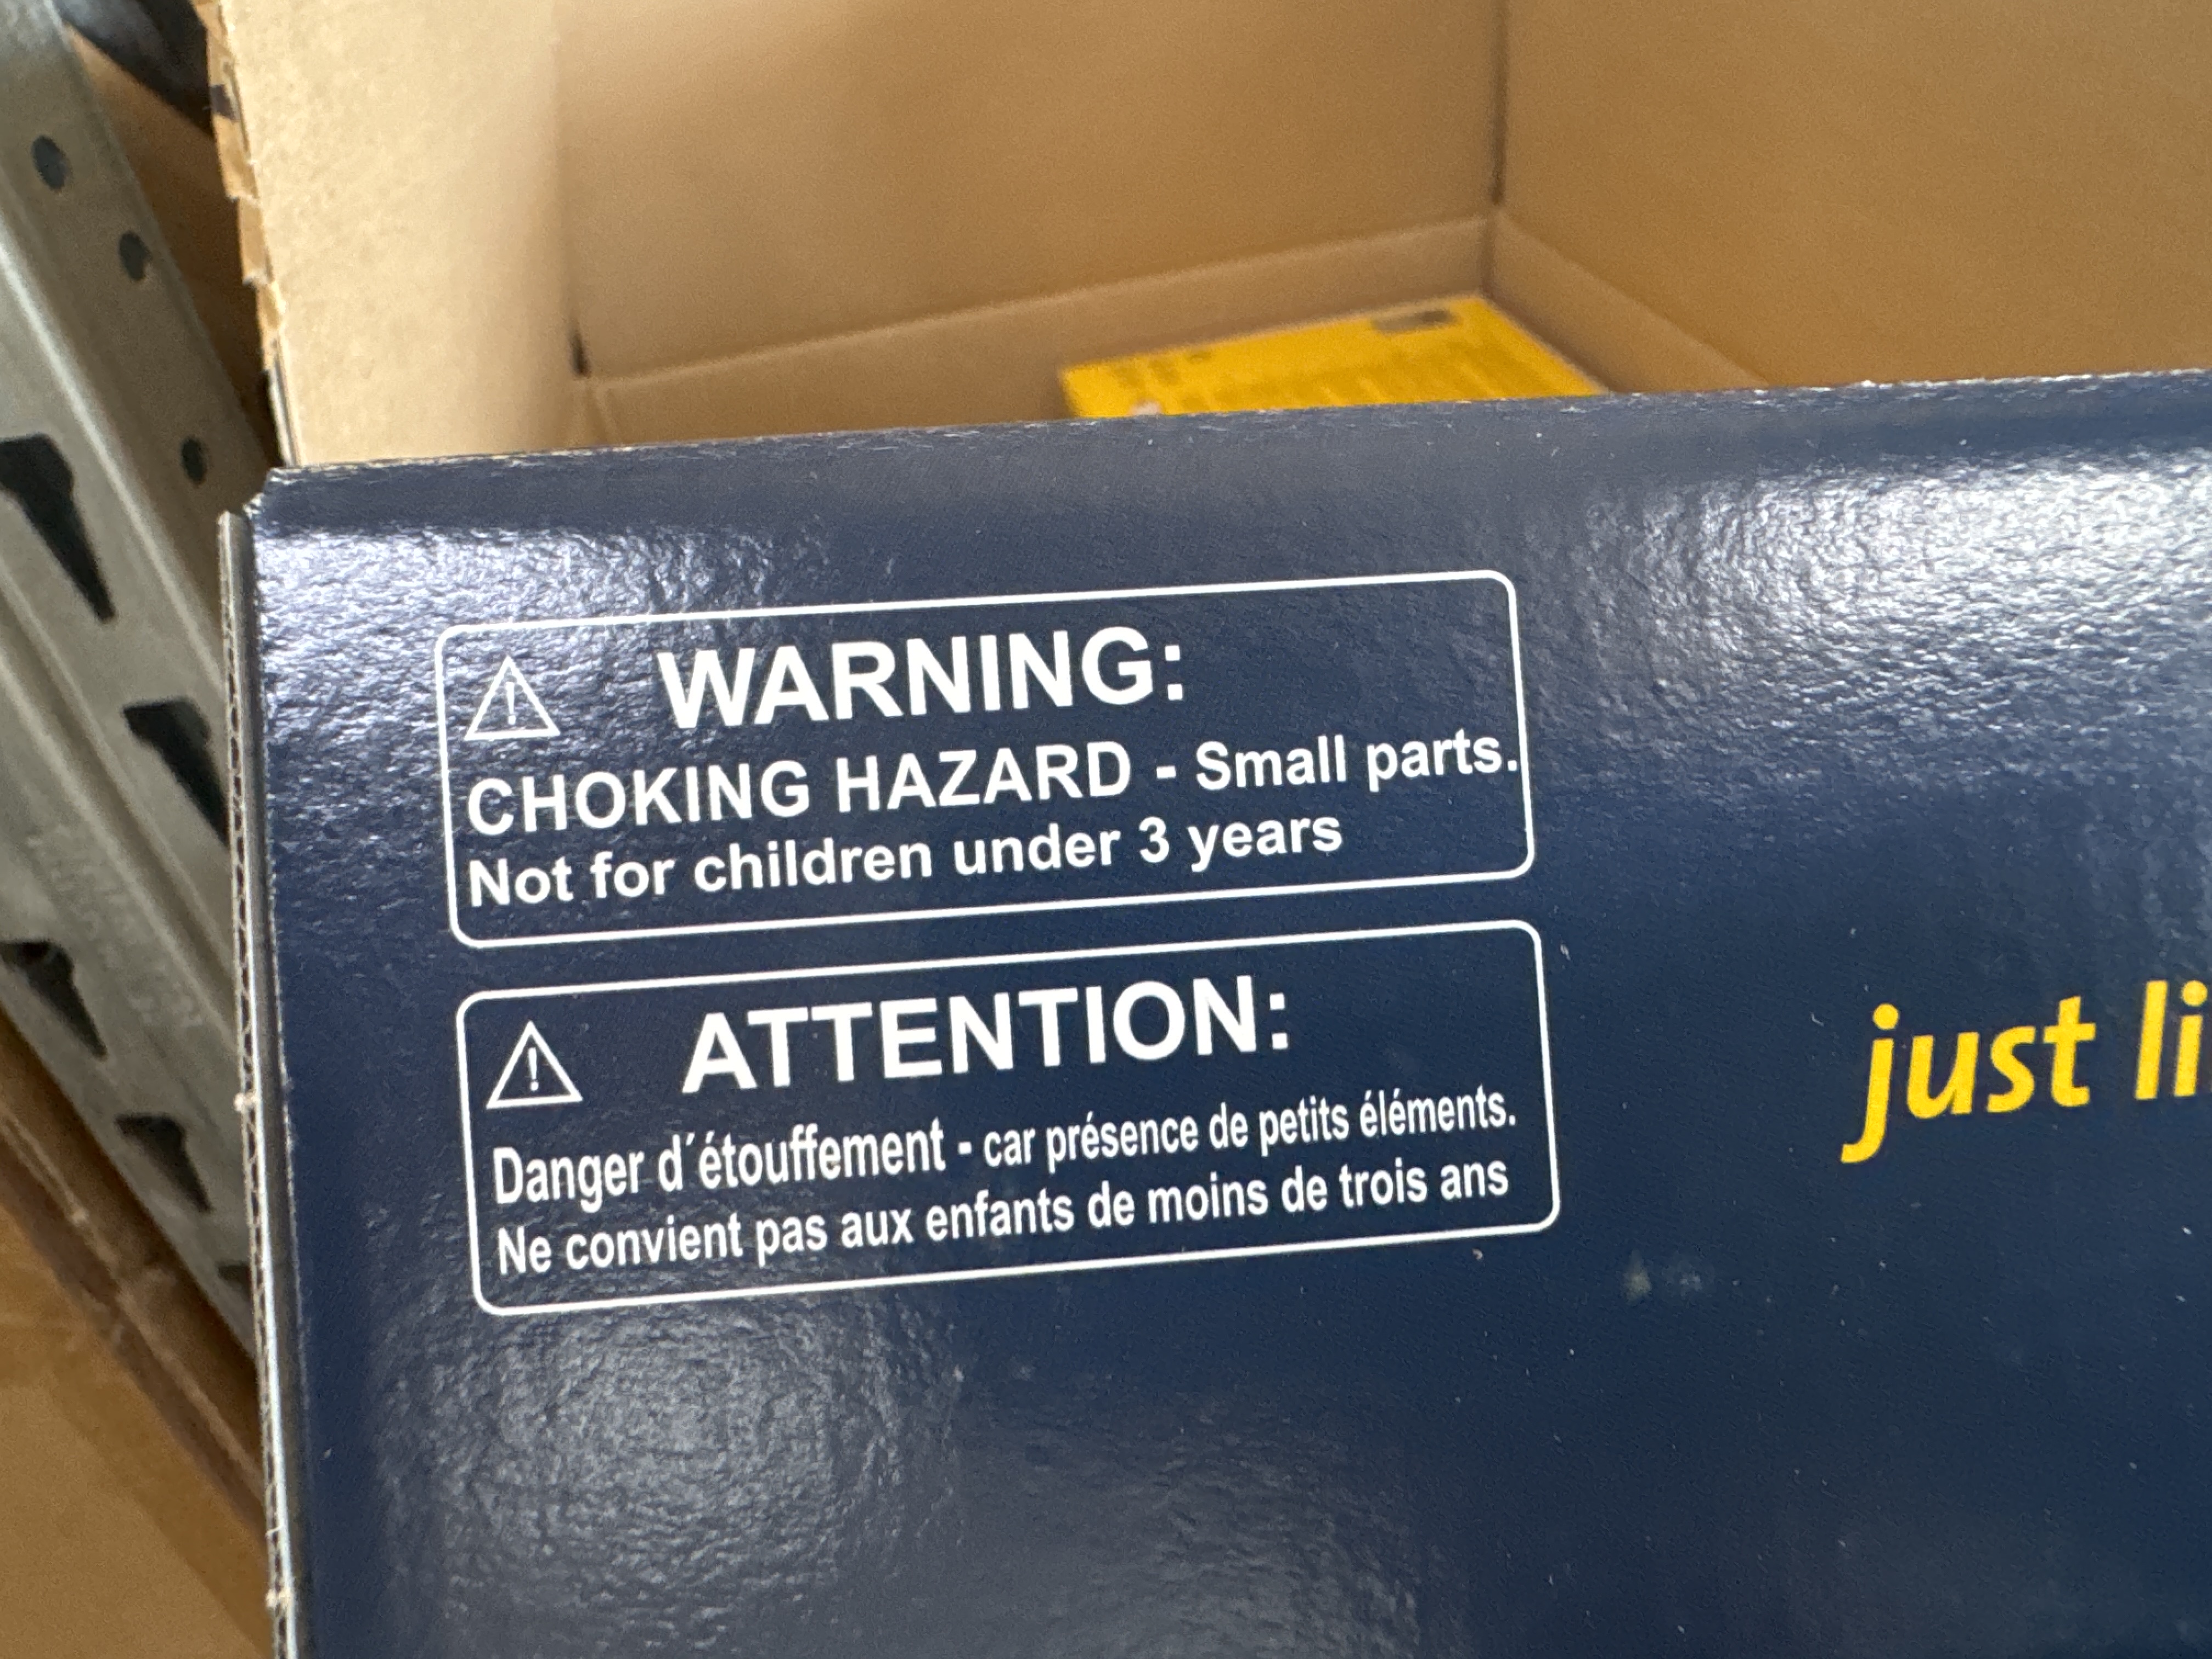 WARNING:
CHOKING HAZARD - Small parts.
Not for children under 3 years
ATTENTION:
Danger d´étouffement - car présence de petits éléments.
Ne convient pas aux enfants de moins de trois ans
just